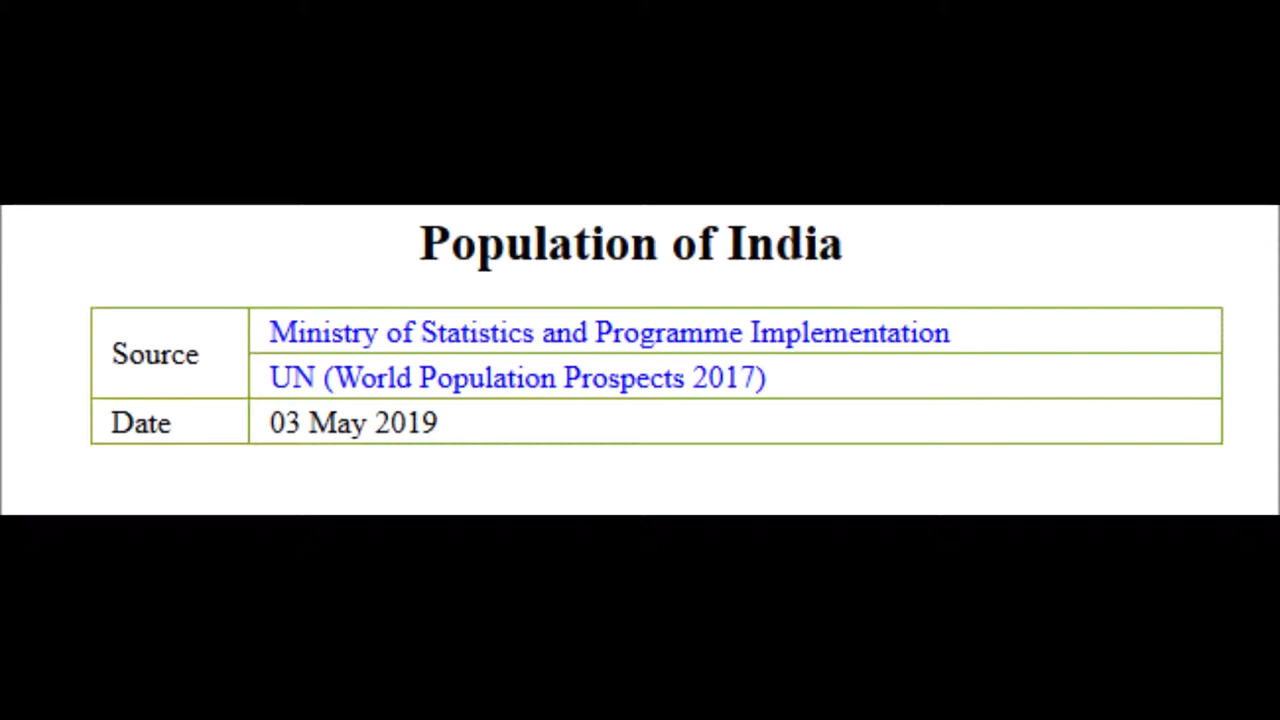 Population of India
Source
Ministry of Statistics and Programme Implementation
UN (World Population Prospects 2017)
Date
03 May 2019